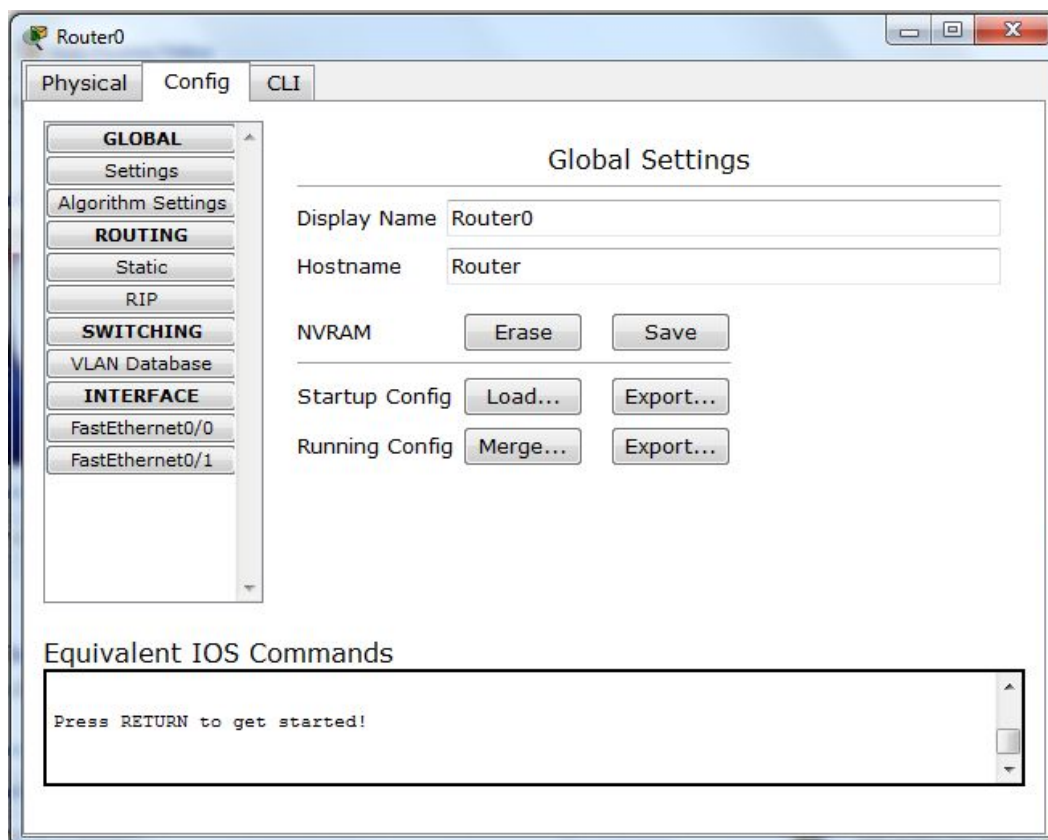 Router0
Physical Config CLI
GLOBAL
Settings
Algorithm Settings
ROUTING
Static
RIP
SWITCHING
VLAN Database
INTERFACE
FastEthernet0/0
FastEthernet0/1
Global Settings
Display Name Router0
Hostname Router
NVRAM Erase Save
Startup Config Load... Export...
Running Config Merge... Export...
Equivalent IOS Commands
Press RETURN to get started!